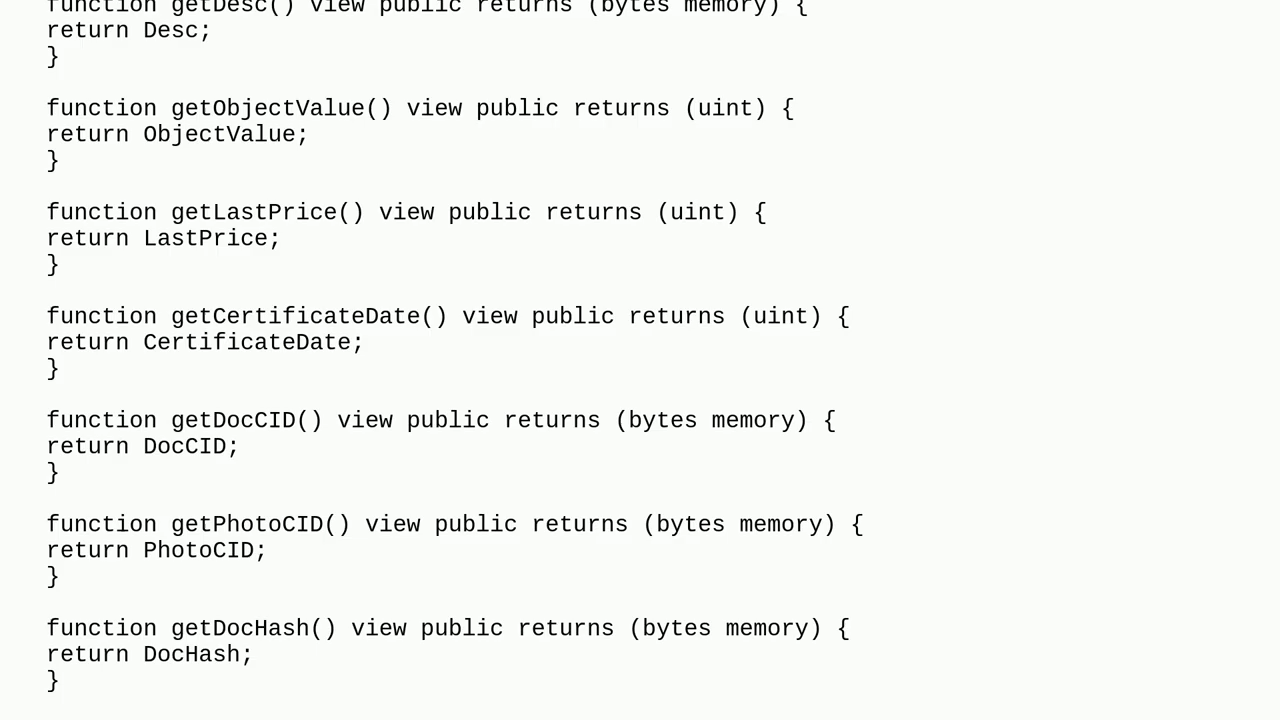 function getDesc() view public returns (bytes memory) {
return Desc;
}

function getObjectValue() view public returns (uint) {
return ObjectValue;
}

function getLastPrice() view public returns (uint) {
return LastPrice;
}

function getCertificateDate() view public returns (uint) {
return CertificateDate;
}

function getDocCID() view public returns (bytes memory) {
return DocCID;
}

function getPhotoCID() view public returns (bytes memory) {
return PhotoCID;
}

function getDocHash() view public returns (bytes memory) {
return DocHash;
}